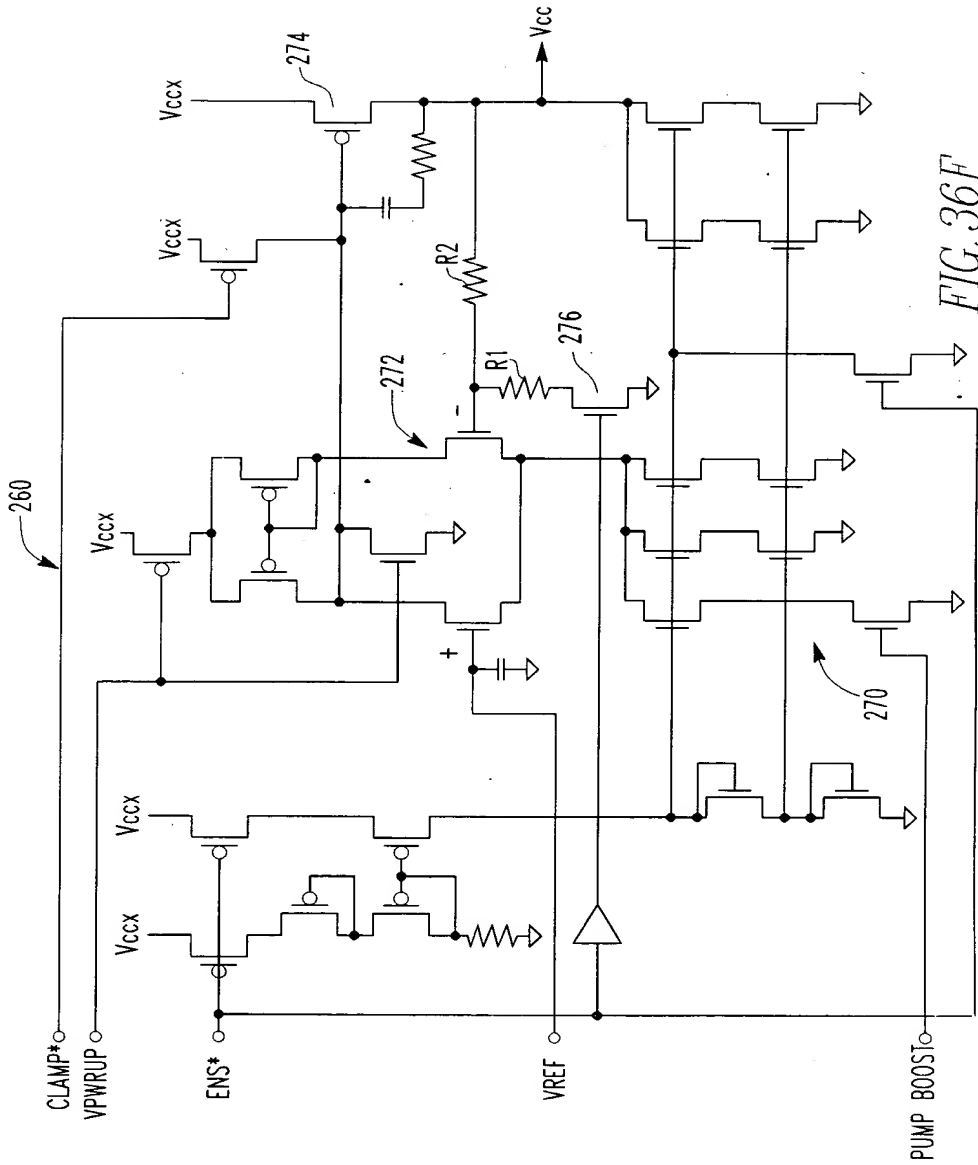 CLAMP*
VPWRUP
ENS*
VREF
PUMP BOOST
260
Vccx
Vccx
Vccx
Vccx
Vccx
274
Vcc
R2
272
R1
276
+
-
270
FIG. 36F